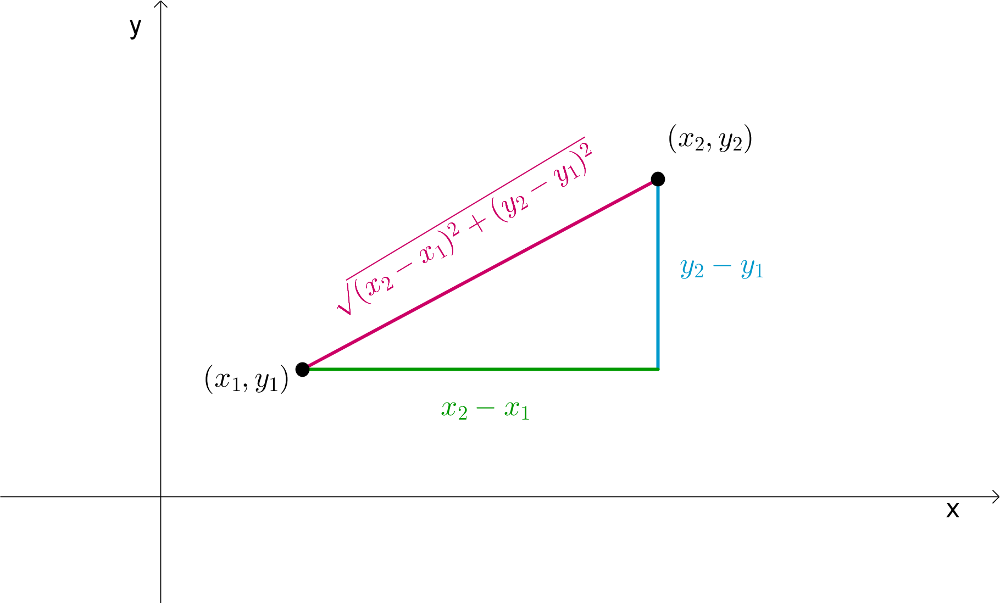 y
(x₂, y₂)
√((x₂ − x₁)² + (y₂ − y₁)²)
y₂ − y₁
(x₁, y₁)
x₂ − x₁
x